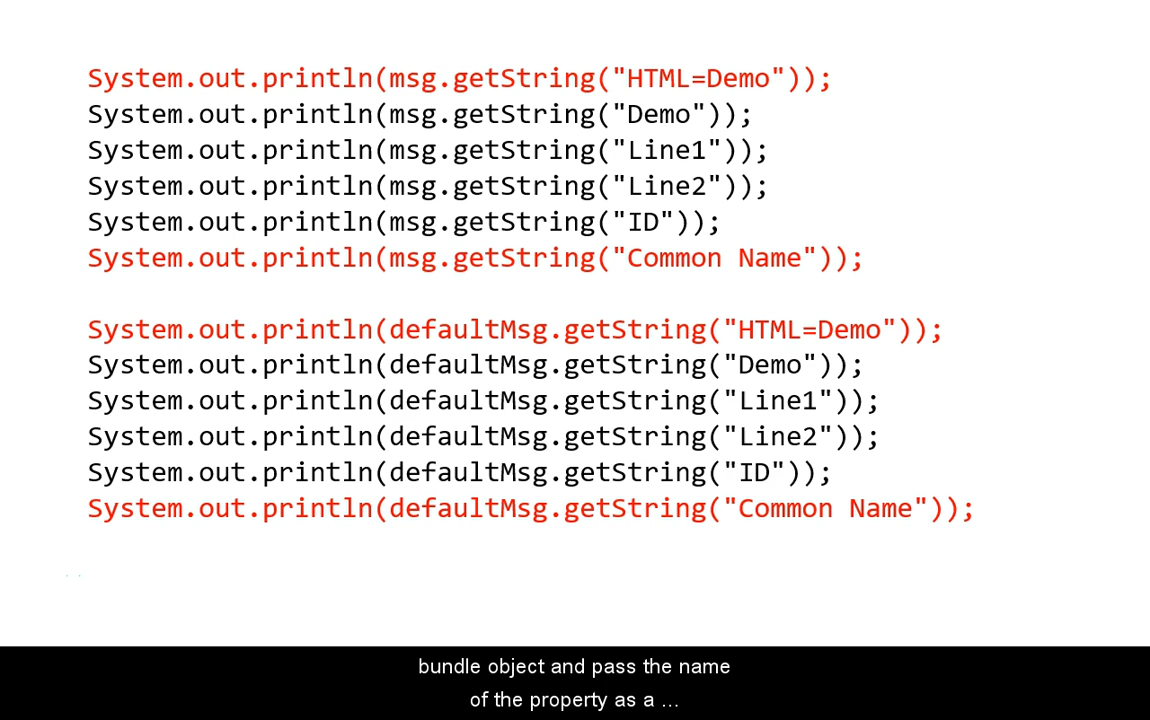 System.out.println(msg.getString("HTML=Demo"));
System.out.println(msg.getString("Demo"));
System.out.println(msg.getString("Line1"));
System.out.println(msg.getString("Line2"));
System.out.println(msg.getString("ID"));
System.out.println(msg.getString("Common Name"));
System.out.println(defaultMsg.getString("HTML=Demo"));
System.out.println(defaultMsg.getString("Demo"));
System.out.println(defaultMsg.getString("Line1"));
System.out.println(defaultMsg.getString("Line2"));
System.out.println(defaultMsg.getString("ID"));
System.out.println(defaultMsg.getString("Common Name"));
bundle object and pass the name
of the property as a ...